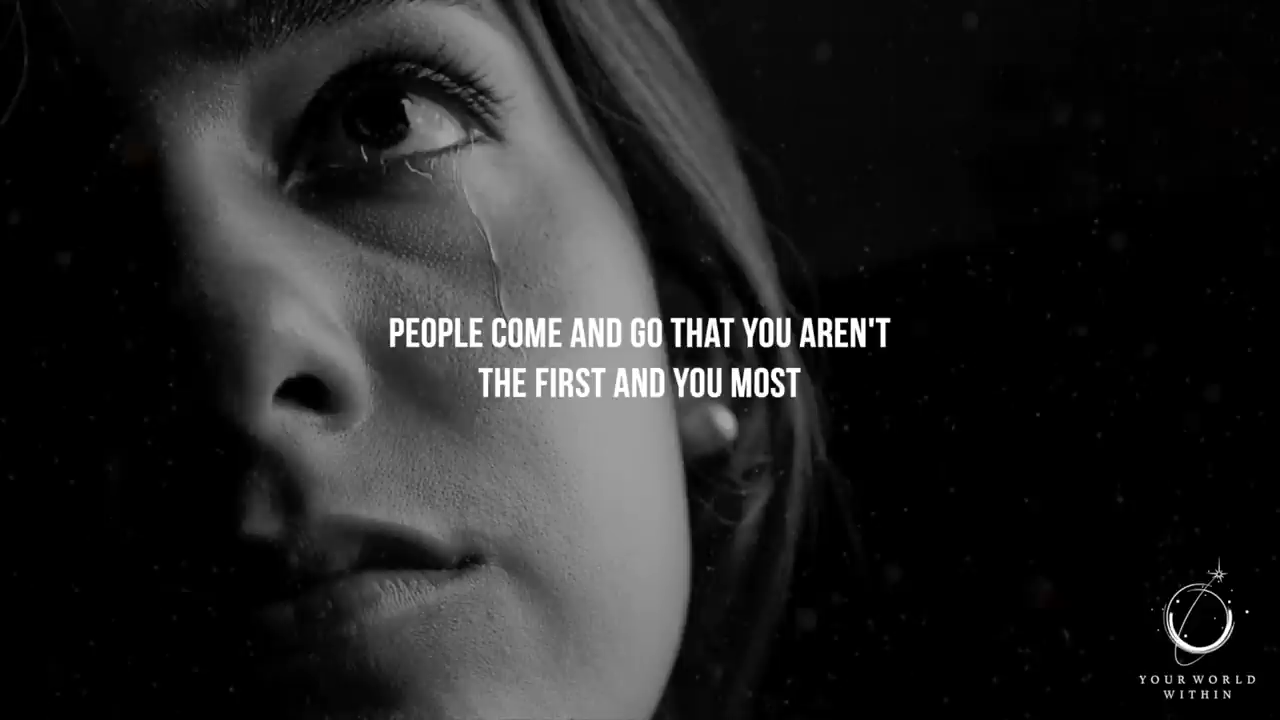 PEOPLE COME AND GO THAT YOU AREN'T
THE FIRST AND YOU MOST
YOUR WORLD
WITHIN